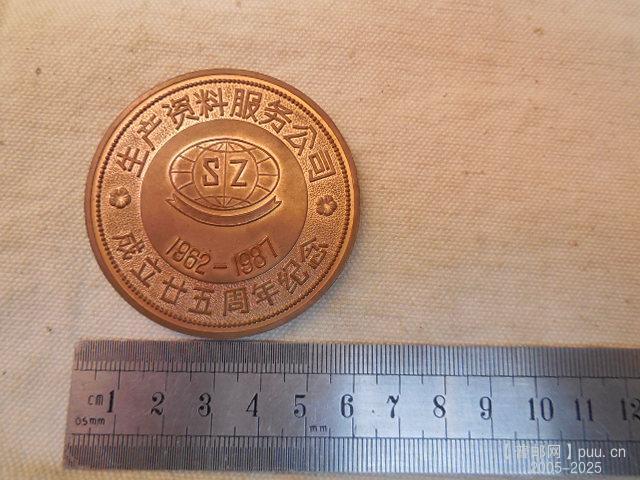 生产资料服务公司
SZ
1962-1987
成立廿五周年纪念
cm 1 2 3 4 5 6 7 8 9 10 11 12
0.5mm
mm
【藏邮网】puu.cn
2005-2025